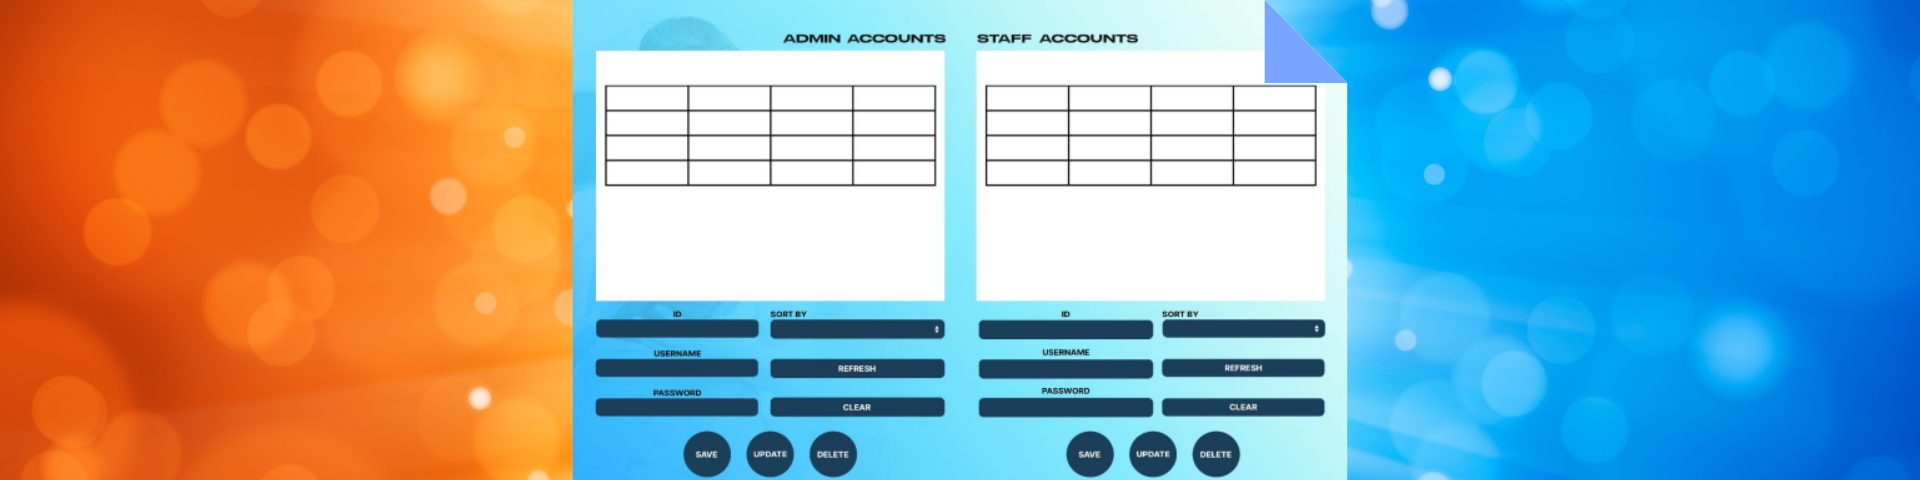 ADMIN ACCOUNTS
STAFF ACCOUNTS
ID
SORT BY
USERNAME
REFRESH
PASSWORD
CLEAR
SAVE
UPDATE
DELETE
ID
SORT BY
USERNAME
REFRESH
PASSWORD
CLEAR
SAVE
UPDATE
DELETE